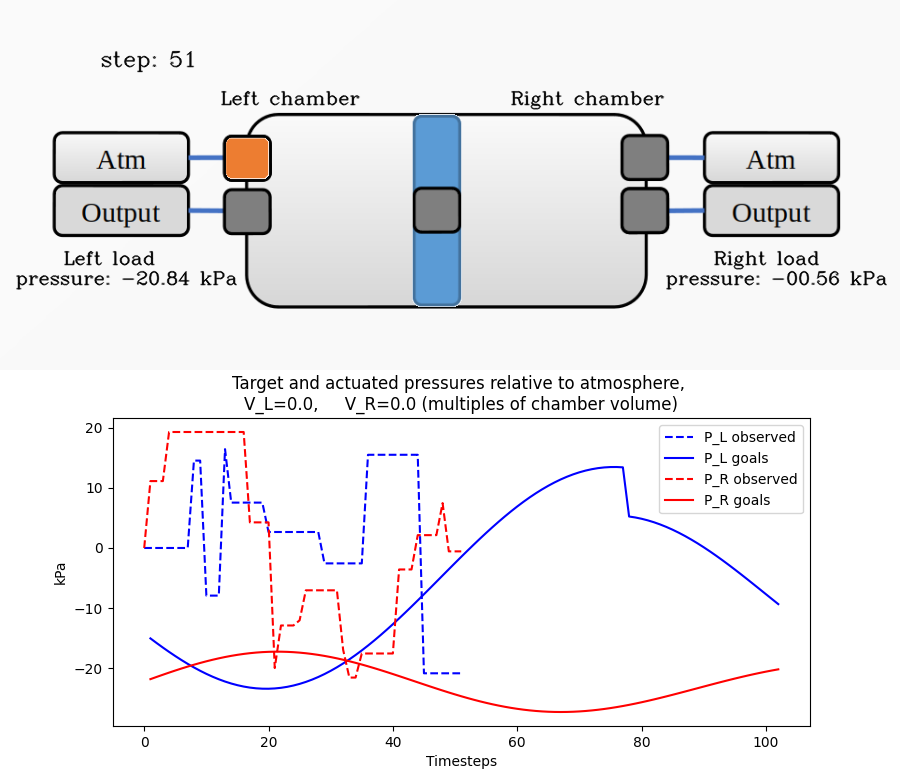 step: 51
Left chamber
Right chamber
Atm
Atm
Output
Output
Left load
pressure: −20.84 kPa
Right load
pressure: −00.56 kPa
Target and actuated pressures relative to atmosphere,
V_L=0.0, V_R=0.0 (multiples of chamber volume)
20
10
0
−10
−20
kPa
P_L observed
P_L goals
P_R observed
P_R goals
0
20
40
60
80
100
Timesteps